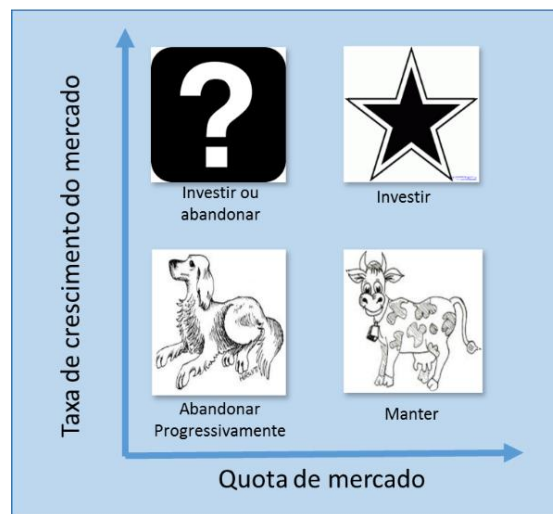 Taxa de crescimento do mercado
?
Investir ou
abandonar
Investir
Abandonar
Progressivamente
Manter
Quota de mercado